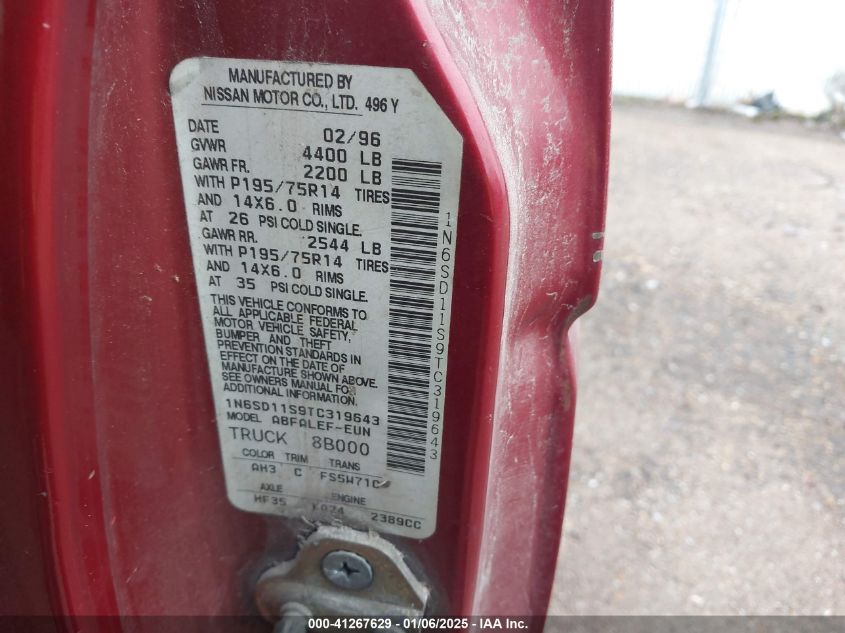 MANUFACTURED BY
NISSAN MOTOR CO., LTD. 496Y
DATE 02/96
GVWR 4400 LB
GAWR FR. 2200 LB
WITH P195/75R14 TIRES
AND 14X6.0 RIMS
AT 26 PSI COLD SINGLE.
GAWR RR. 2544 LB
WITH P195/75R14 TIRES
AND 14X6.0 RIMS
AT 35 PSI COLD SINGLE.
THIS VEHICLE CONFORMS TO
ALL APPLICABLE FEDERAL
MOTOR VEHICLE SAFETY,
BUMPER AND THEFT
PREVENTION STANDARDS IN
EFFECT ON THE DATE OF
MANUFACTURE SHOWN ABOVE.
SEE OWNERS MANUAL FOR
ADDITIONAL INFORMATION.
1N6SD11S9TC319643
MODEL ABFALEF-EUN
TRUCK 8B000
COLOR TRIM TRANS
AH3 C FS5W71C
AXLE ENGINE
HF35 KA24 2389CC
1N6SD11S9TC319643
000-41267629 - 01/06/2025 - IAA Inc.